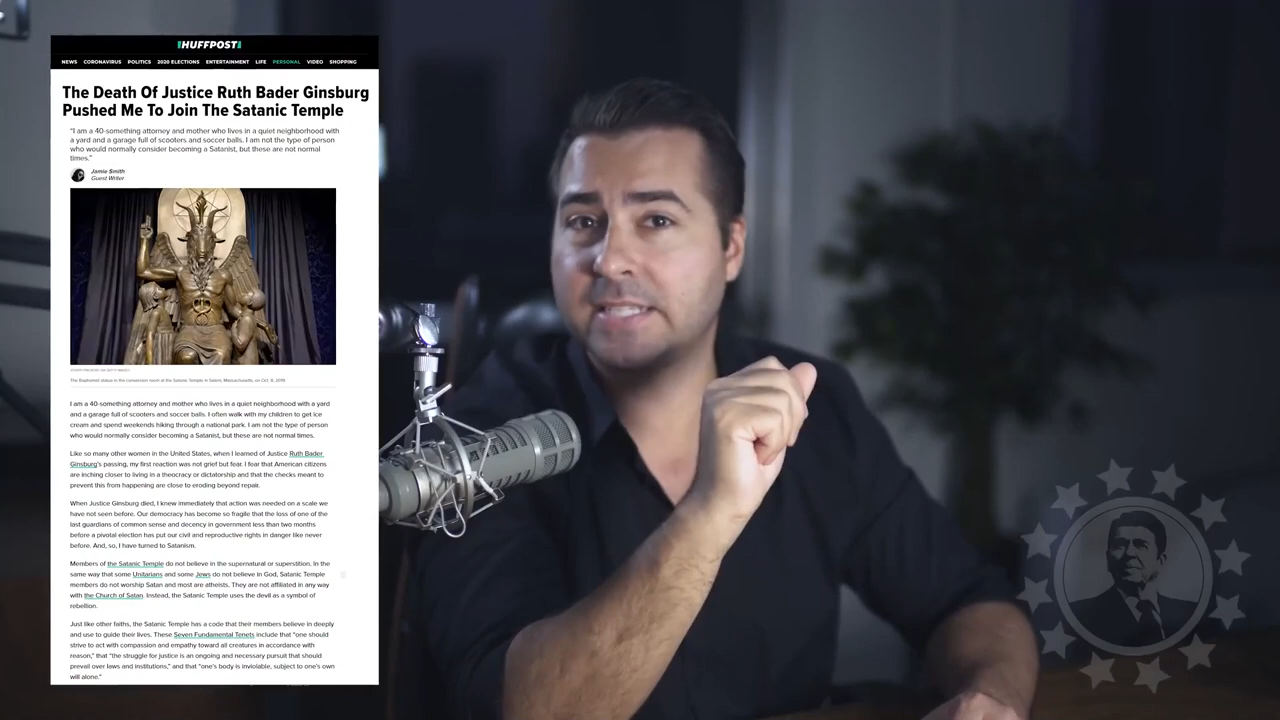 HUFFPOST
NEWS CORONAVIRUS POLITICS 2020 ELECTIONS ENTERTAINMENT LIFE PERSONAL VIDEO SHOPPING
The Death Of Justice Ruth Bader Ginsburg
Pushed Me To Join The Satanic Temple
“I am a 40-something attorney and mother who lives in a quiet neighborhood with
a yard and a garage full of scooters and soccer balls. I am not the type of person
who would normally consider becoming a Satanist, but these are not normal
times.”
Jamie Smith
Guest Writer
The Baphomet statue in the conversion room at the Satanic Temple in Salem, Massachusetts, on Oct. 8, 2019.
I am a 40-something attorney and mother who lives in a quiet neighborhood with a yard
and a garage full of scooters and soccer balls. I often walk with my children to get ice
cream and spend weekends hiking through a national park. I am not the type of person
who would normally consider becoming a Satanist, but these are not normal times.
Like so many other women in the United States, when I learned of Justice Ruth Bader
Ginsburg’s passing, my first reaction was not grief but fear. I fear that American citizens
are inching closer to living in a theocracy or dictatorship and that the checks meant to
prevent this from happening are close to eroding beyond repair.
When Justice Ginsburg died, I knew immediately that action was needed on a scale we
have not seen before. Our democracy has become so fragile that the loss of one of the
last guardians of common sense and decency in government less than two months
before a pivotal election has put our civil and reproductive rights in danger like never
before. And, so, I have turned to Satanism.
Members of the Satanic Temple do not believe in the supernatural or superstition. In the
same way that some Unitarians and some Jews do not believe in God, Satanic Temple
members do not worship Satan and most are atheists. They are not affiliated in any way
with the Church of Satan. Instead, the Satanic Temple uses the devil as a symbol of
rebellion.
Just like other faiths, the Satanic Temple has a code that their members believe in deeply
and use to guide their lives. These Seven Fundamental Tenets include that “one should
strive to act with compassion and empathy toward all creatures in accordance with
reason,” that “the struggle for justice is an ongoing and necessary pursuit that should
prevail over laws and institutions,” and that “one’s body is inviolable, subject to one’s own
will alone.”